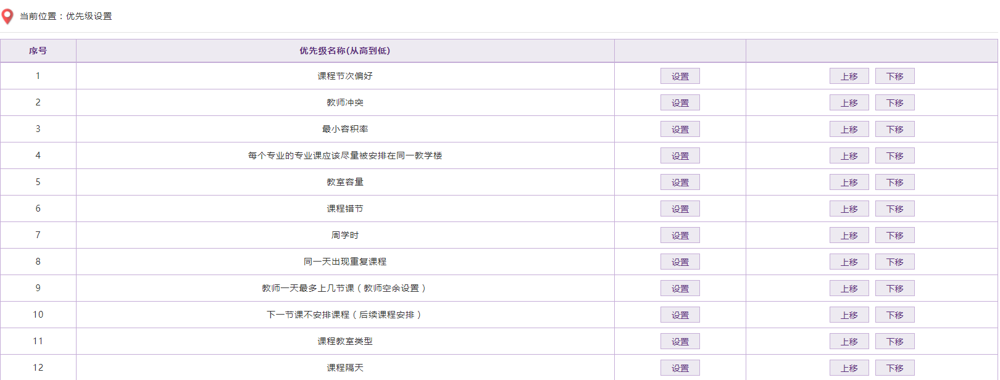 当前位置：优先级设置
序号 优先级名称(从高到低)
1 课程节次偏好 设置 上移 下移
2 教师冲突 设置 上移 下移
3 最小容积率 设置 上移 下移
4 每个专业的专业课应该尽量被安排在同一教学楼 设置 上移 下移
5 教室容量 设置 上移 下移
6 课程错节 设置 上移 下移
7 周学时 设置 上移 下移
8 同一天出现重复课程 设置 上移 下移
9 教师一天最多上几节课（教师空余设置） 设置 上移 下移
10 下一节课不安排课程（后续课程安排） 设置 上移 下移
11 课程教室类型 设置 上移 下移
12 课程隔天 设置 上移 下移